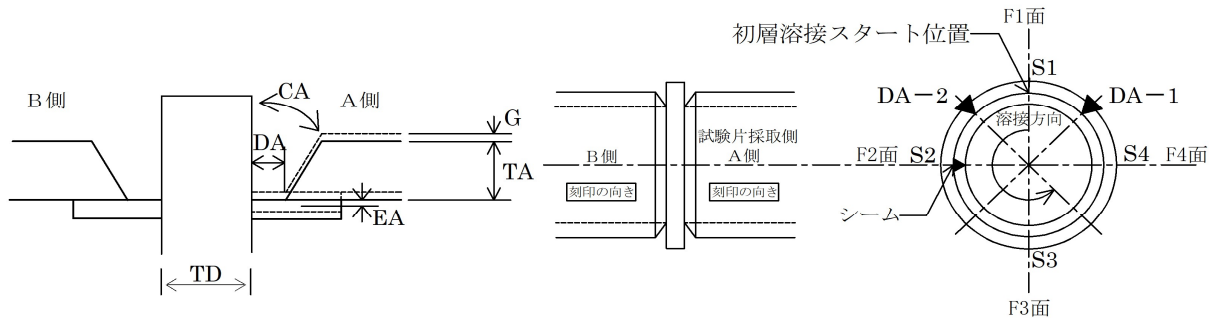 B側
CA
A側
G
DA
TA
EA
TD
試験片採取側
B側
A側
刻印の向き
刻印の向き
F1面
初層溶接スタート位置
S1
DA－2
DA－1
溶接方向
F2面
S2
S4
F4面
シーム
S3
F3面